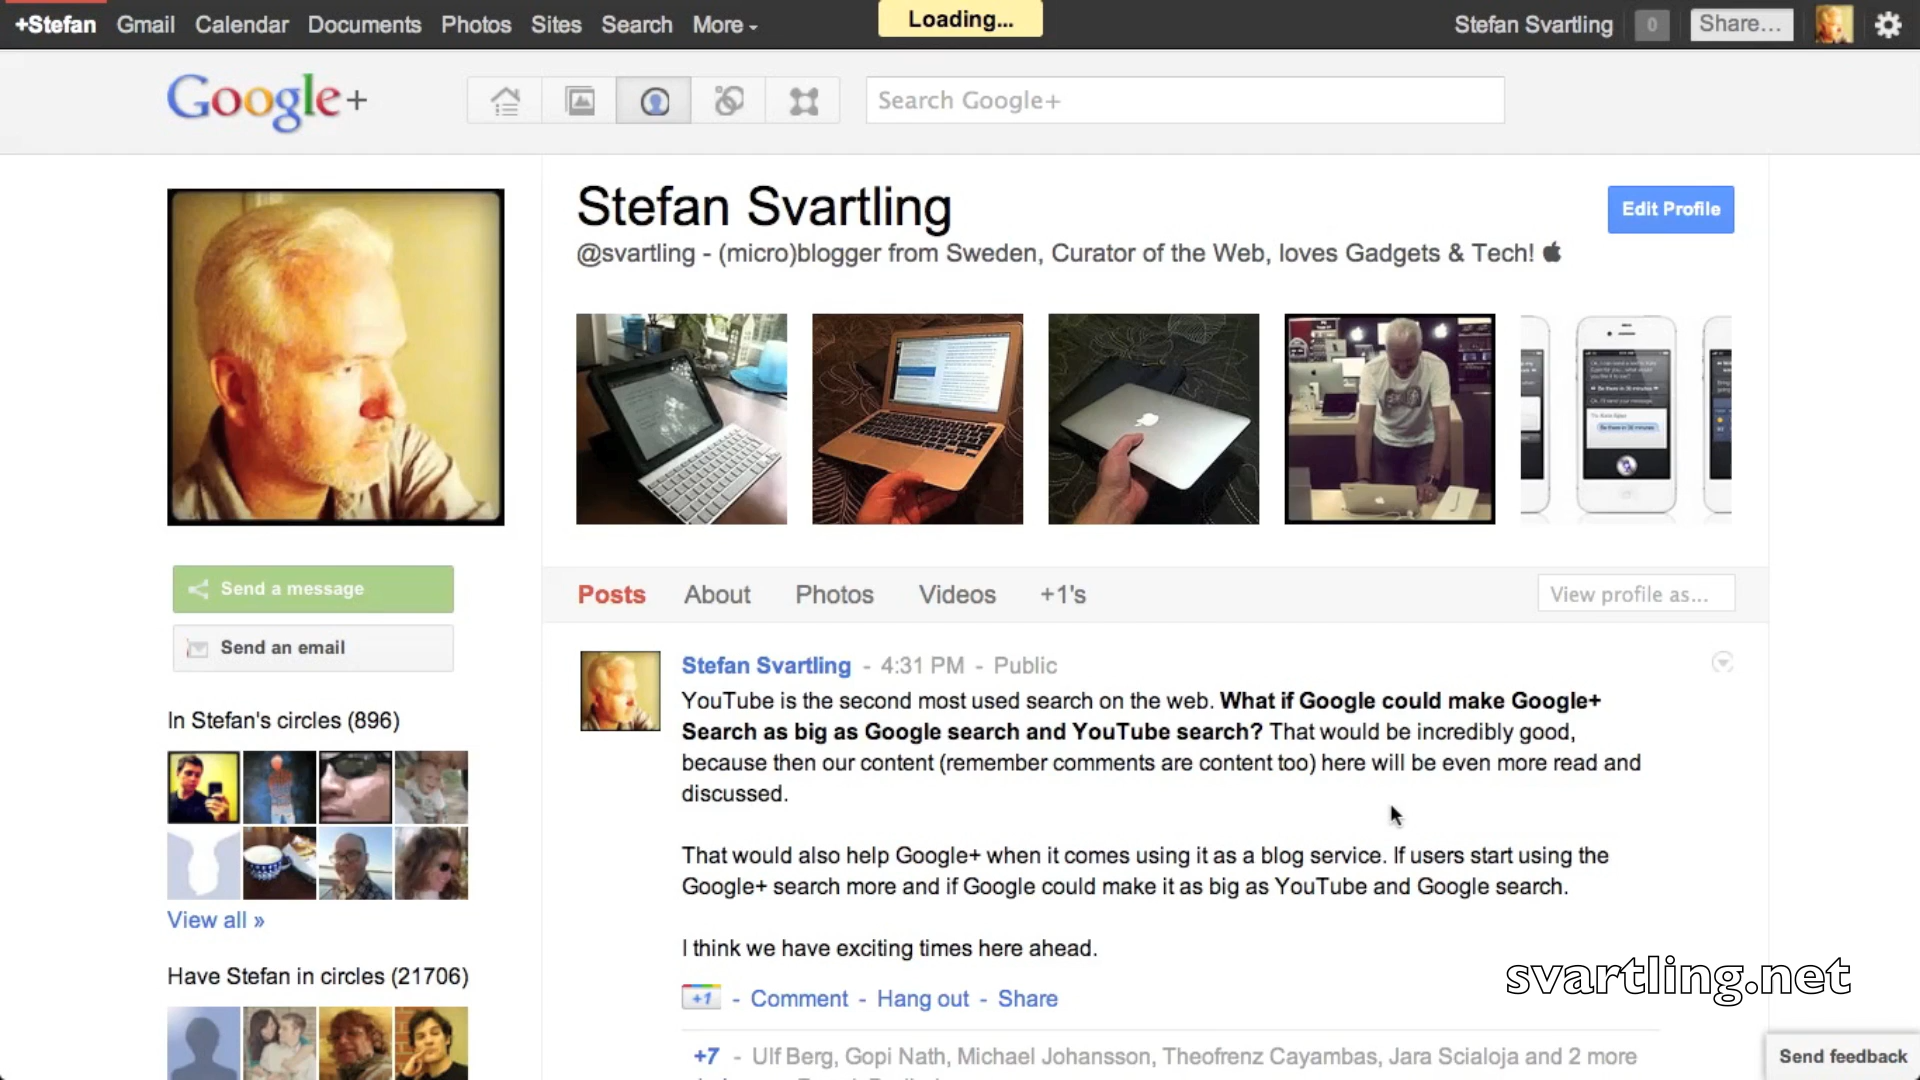 +Stefan Gmail Calendar Documents Photos Sites Search More
Loading...
Stefan Svartling 0 Share...
Google+
Search Google+
Stefan Svartling
Edit Profile
@svartling - (micro)blogger from Sweden, Curator of the Web, loves Gadgets & Tech!
Send a message
Send an email
In Stefan's circles (896)
View all »
Have Stefan in circles (21706)
Posts About Photos Videos +1's
View profile as...
Stefan Svartling - 4:31 PM - Public
YouTube is the second most used search on the web. What if Google could make Google+
Search as big as Google search and YouTube search? That would be incredibly good,
because then our content (remember comments are content too) here will be even more read and
discussed.
That would also help Google+ when it comes using it as a blog service. If users start using the
Google+ search more and if Google could make it as big as YouTube and Google search.
I think we have exciting times here ahead.
+1 - Comment - Hang out - Share
+7 - Ulf Berg, Gopi Nath, Michael Johansson, Theofrenz Cayambas, Jara Scialoja and 2 more
svartling.net
Send feedback